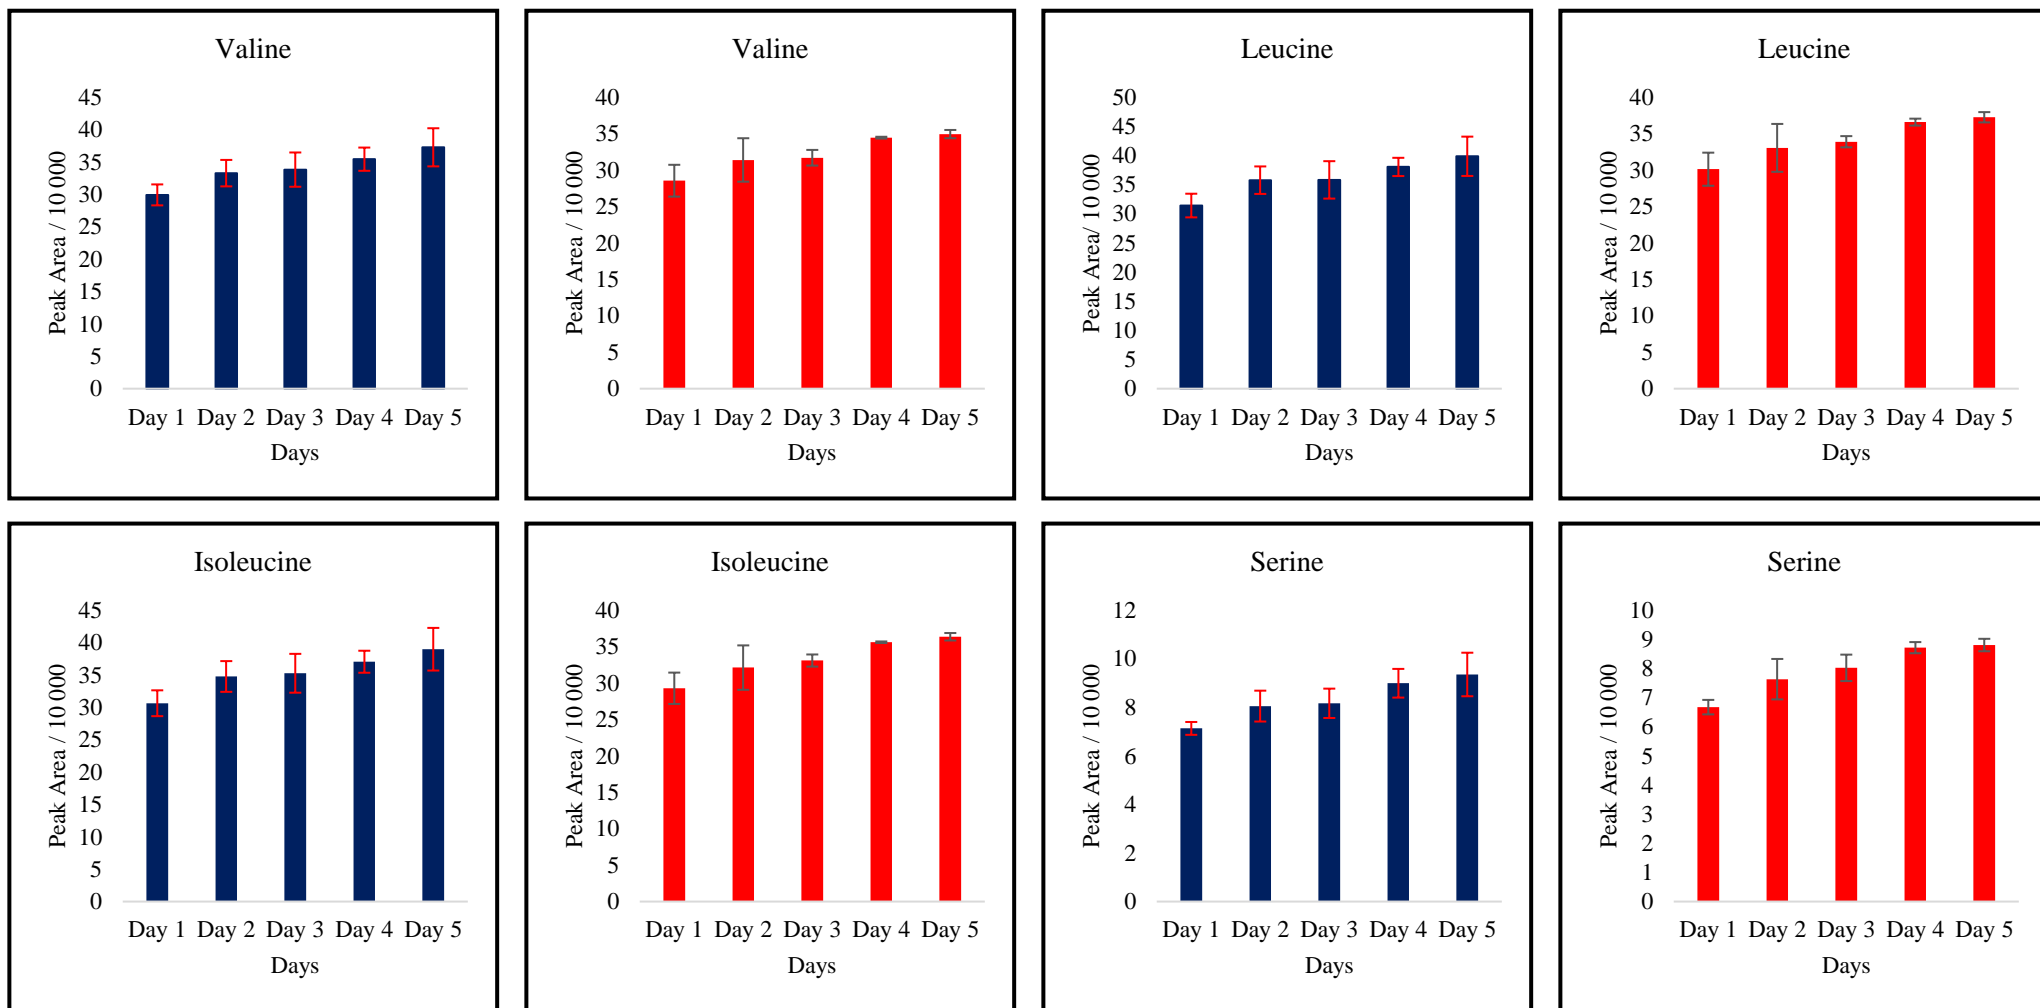 Valine
Peak Area / 10 000
45
40
35
30
25
20
15
10
5
0
Day 1 Day 2 Day 3 Day 4 Day 5
Days
Valine
Peak Area / 10 000
40
35
30
25
20
15
10
5
0
Day 1 Day 2 Day 3 Day 4 Day 5
Days
Leucine
Peak Area/ 10 000
50
45
40
35
30
25
20
15
10
5
0
Day 1 Day 2 Day 3 Day 4 Day 5
Days
Leucine
Peak Area / 10 000
40
35
30
25
20
15
10
5
0
Day 1 Day 2 Day 3 Day 4 Day 5
Days
Isoleucine
Peak Area / 10 000
45
40
35
30
25
20
15
10
5
0
Day 1 Day 2 Day 3 Day 4 Day 5
Days
Isoleucine
Peak Area / 10 000
40
35
30
25
20
15
10
5
0
Day 1 Day 2 Day 3 Day 4 Day 5
Days
Serine
Peak Area / 10 000
12
10
8
6
4
2
0
Day 1 Day 2 Day 3 Day 4 Day 5
Days
Serine
Peak Area / 10 000
10
9
8
7
6
5
4
3
2
1
0
Day 1 Day 2 Day 3 Day 4 Day 5
Days